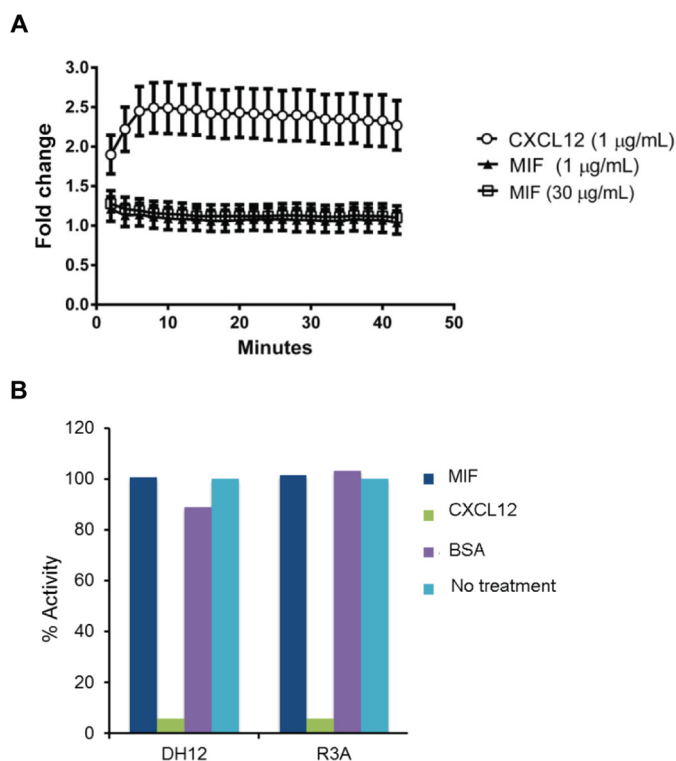 A
Fold change
3.0
2.5
2.0
1.5
1.0
0.5
0.0
0 10 20 30 40 50
Minutes
CXCL12 (1 μg/mL)
MIF (1 μg/mL)
MIF (30 μg/mL)
B
% Activity
120
100
80
60
40
20
0
DH12 R3A
MIF
CXCL12
BSA
No treatment